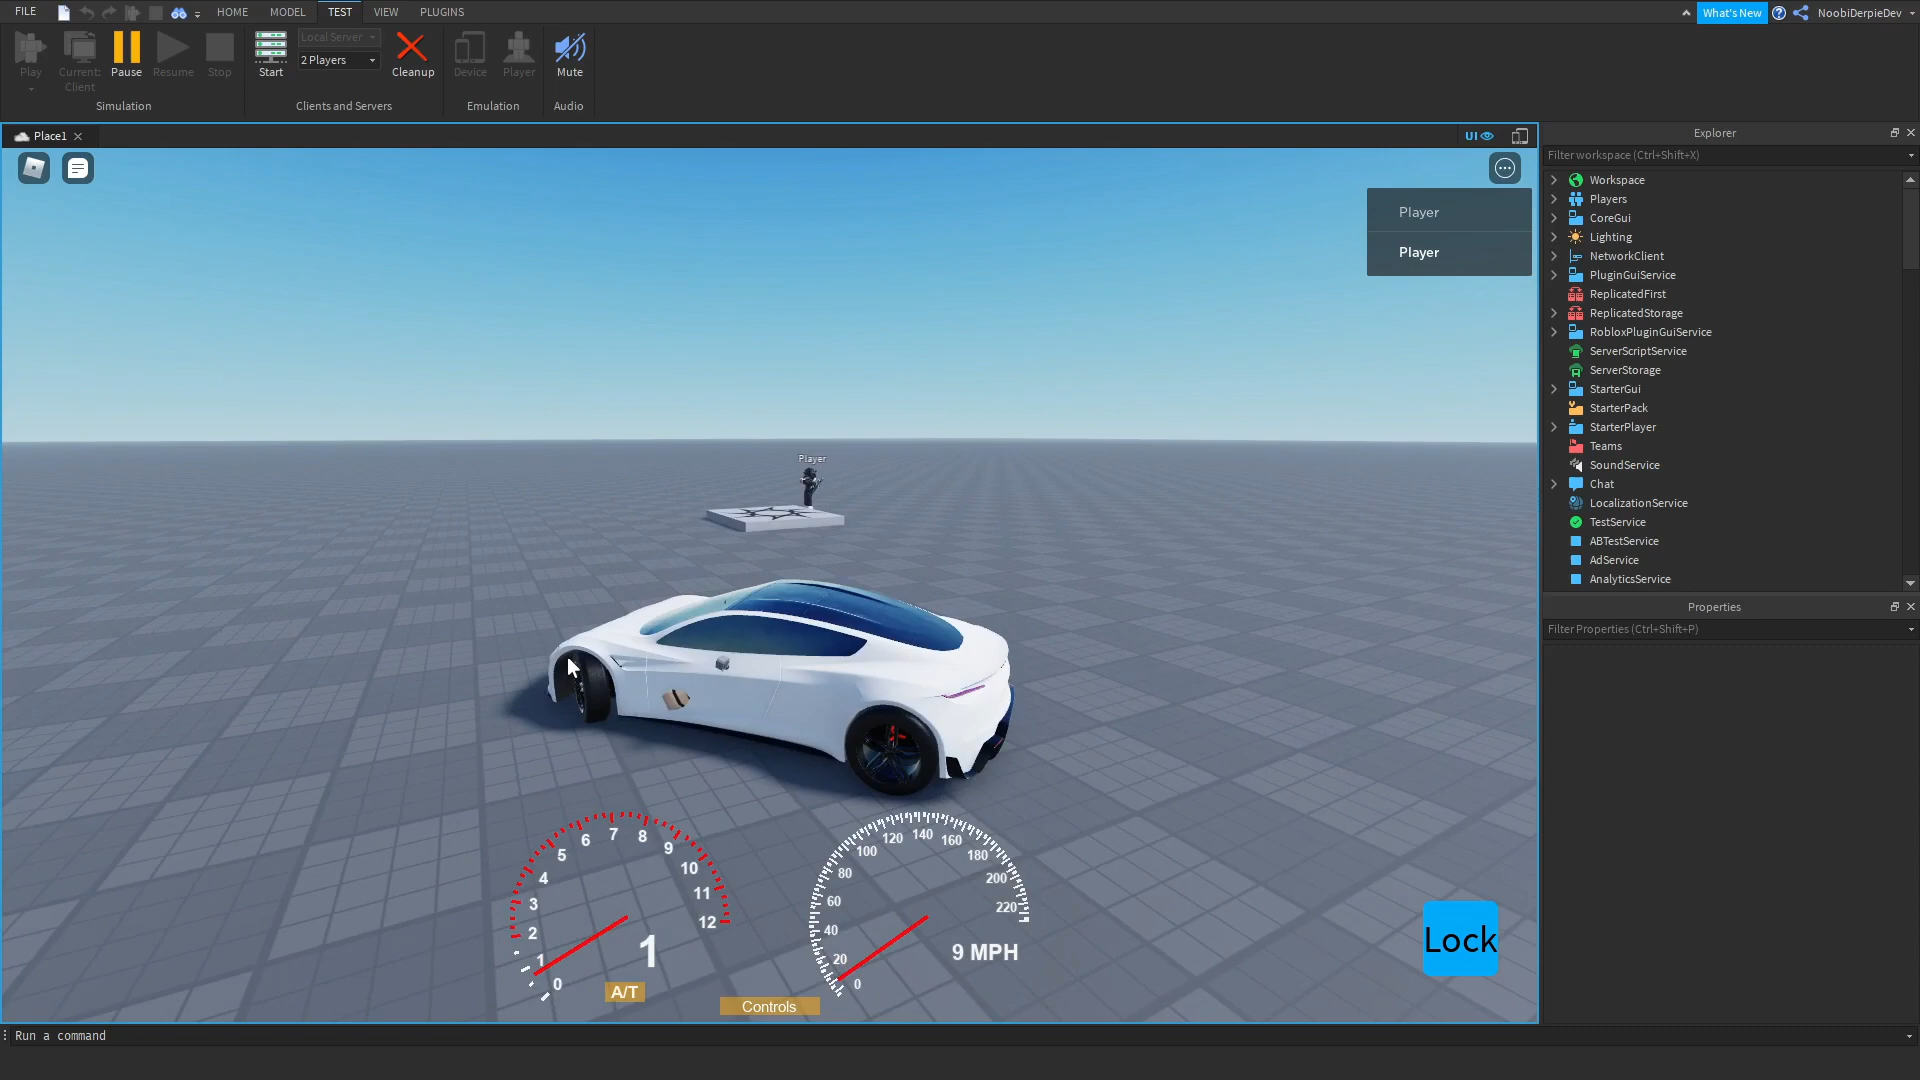 FILE
HOME
MODEL
TEST
VIEW
PLUGINS
What's New
NoobiDerpieDev
Play
Current:
Client
Pause
Resume
Stop
Simulation
Start
Local Server
2 Players
Cleanup
Clients and Servers
Device
Player
Emulation
Mute
Audio
Place1
UI
Player
Player
Player
5 6 7 8 9
4 10
3 11
2 12
1
0
1
A/T
100 120 140 160 180
80 200
60 220
40
20
0
9 MPH
Controls
Lock
Explorer
Filter workspace (Ctrl+Shift+X)
Workspace
Players
CoreGui
Lighting
NetworkClient
PluginGuiService
ReplicatedFirst
ReplicatedStorage
RobloxPluginGuiService
ServerScriptService
ServerStorage
StarterGui
StarterPack
StarterPlayer
Teams
SoundService
Chat
LocalizationService
TestService
ABTestService
AdService
AnalyticsService
Properties
Filter Properties (Ctrl+Shift+P)
Run a command